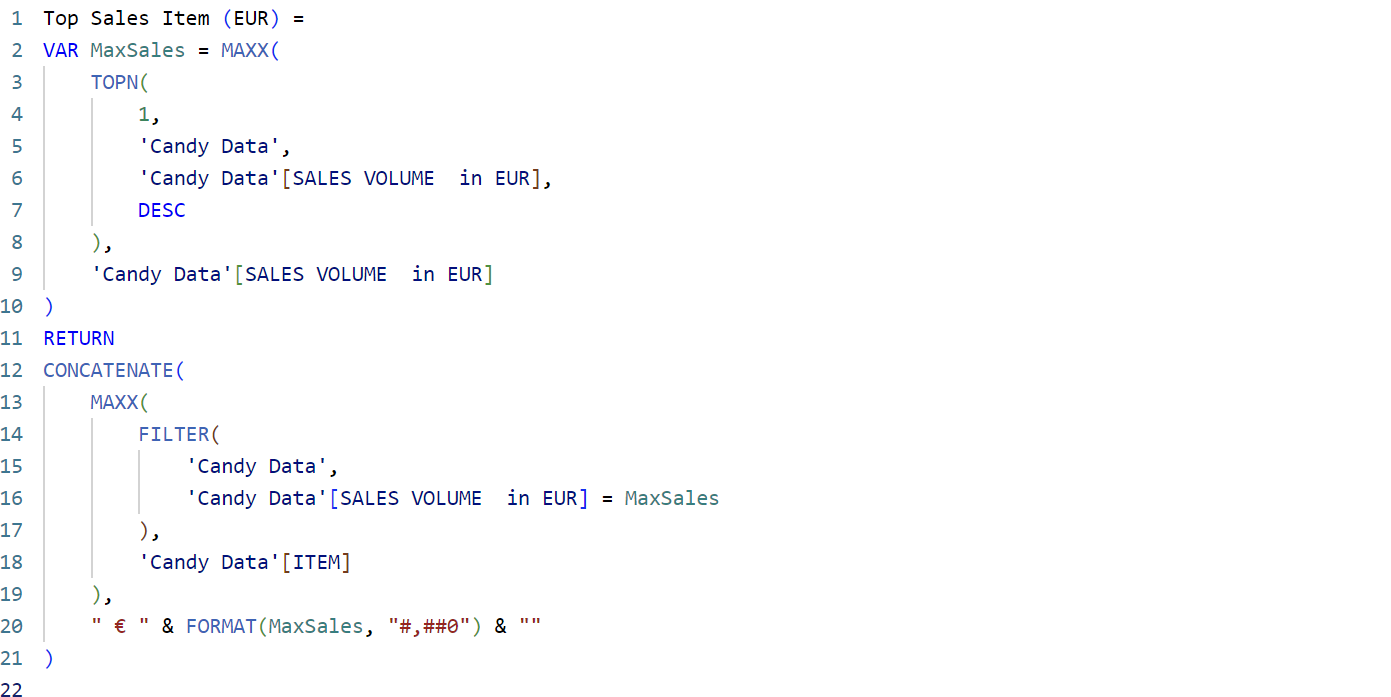 1 Top Sales Item (EUR) =
2 VAR MaxSales = MAXX(
3     TOPN(
4         1,
5         'Candy Data',
6         'Candy Data'[SALES VOLUME  in EUR],
7         DESC
8     ),
9     'Candy Data'[SALES VOLUME  in EUR]
10 )
11 RETURN
12 CONCATENATE(
13     MAXX(
14         FILTER(
15             'Candy Data',
16             'Candy Data'[SALES VOLUME  in EUR] = MaxSales
17         ),
18         'Candy Data'[ITEM]
19     ),
20     " € " & FORMAT(MaxSales, "#,##0") & ""
21 )
22